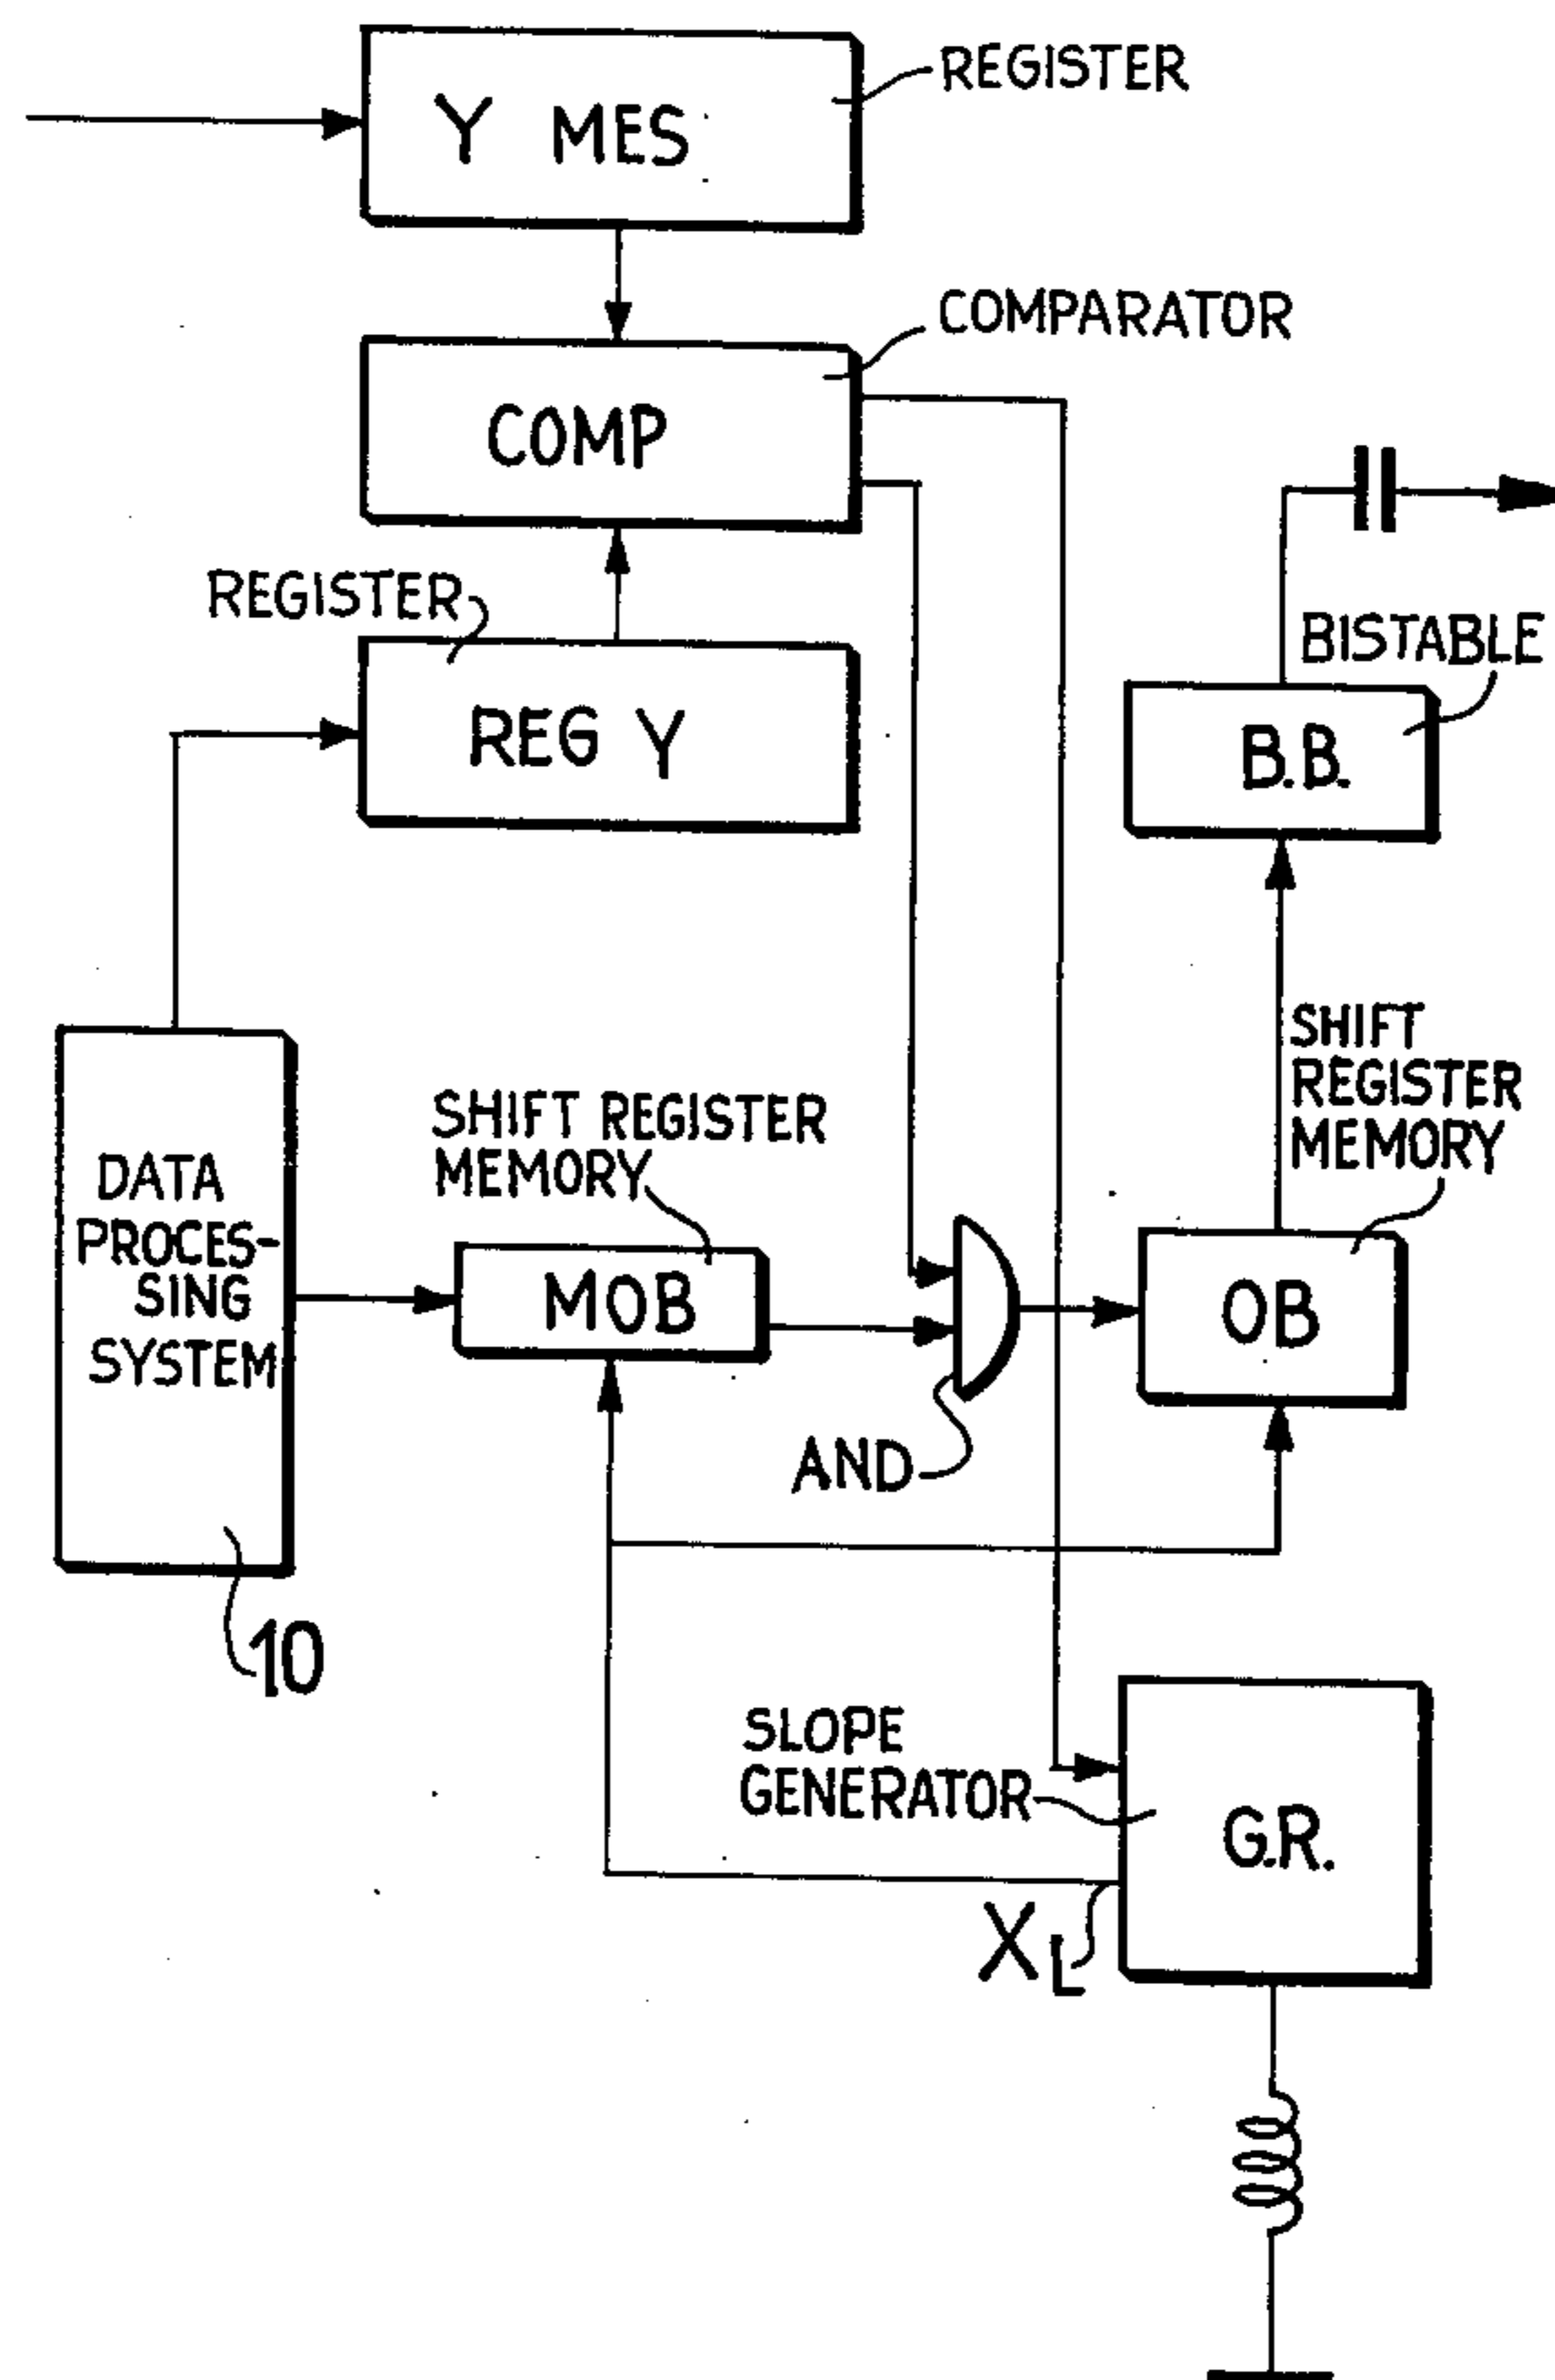 REGISTER
Y MES
COMPARATOR
COMP
REGISTER
REG Y
BISTABLE
B.B.
SHIFT
REGISTER
MEMORY
SHIFT REGISTER
MEMORY
DATA
PROCES-
SING
SYSTEM
MOB
OB
AND
10
SLOPE
GENERATOR
G.R.
XL